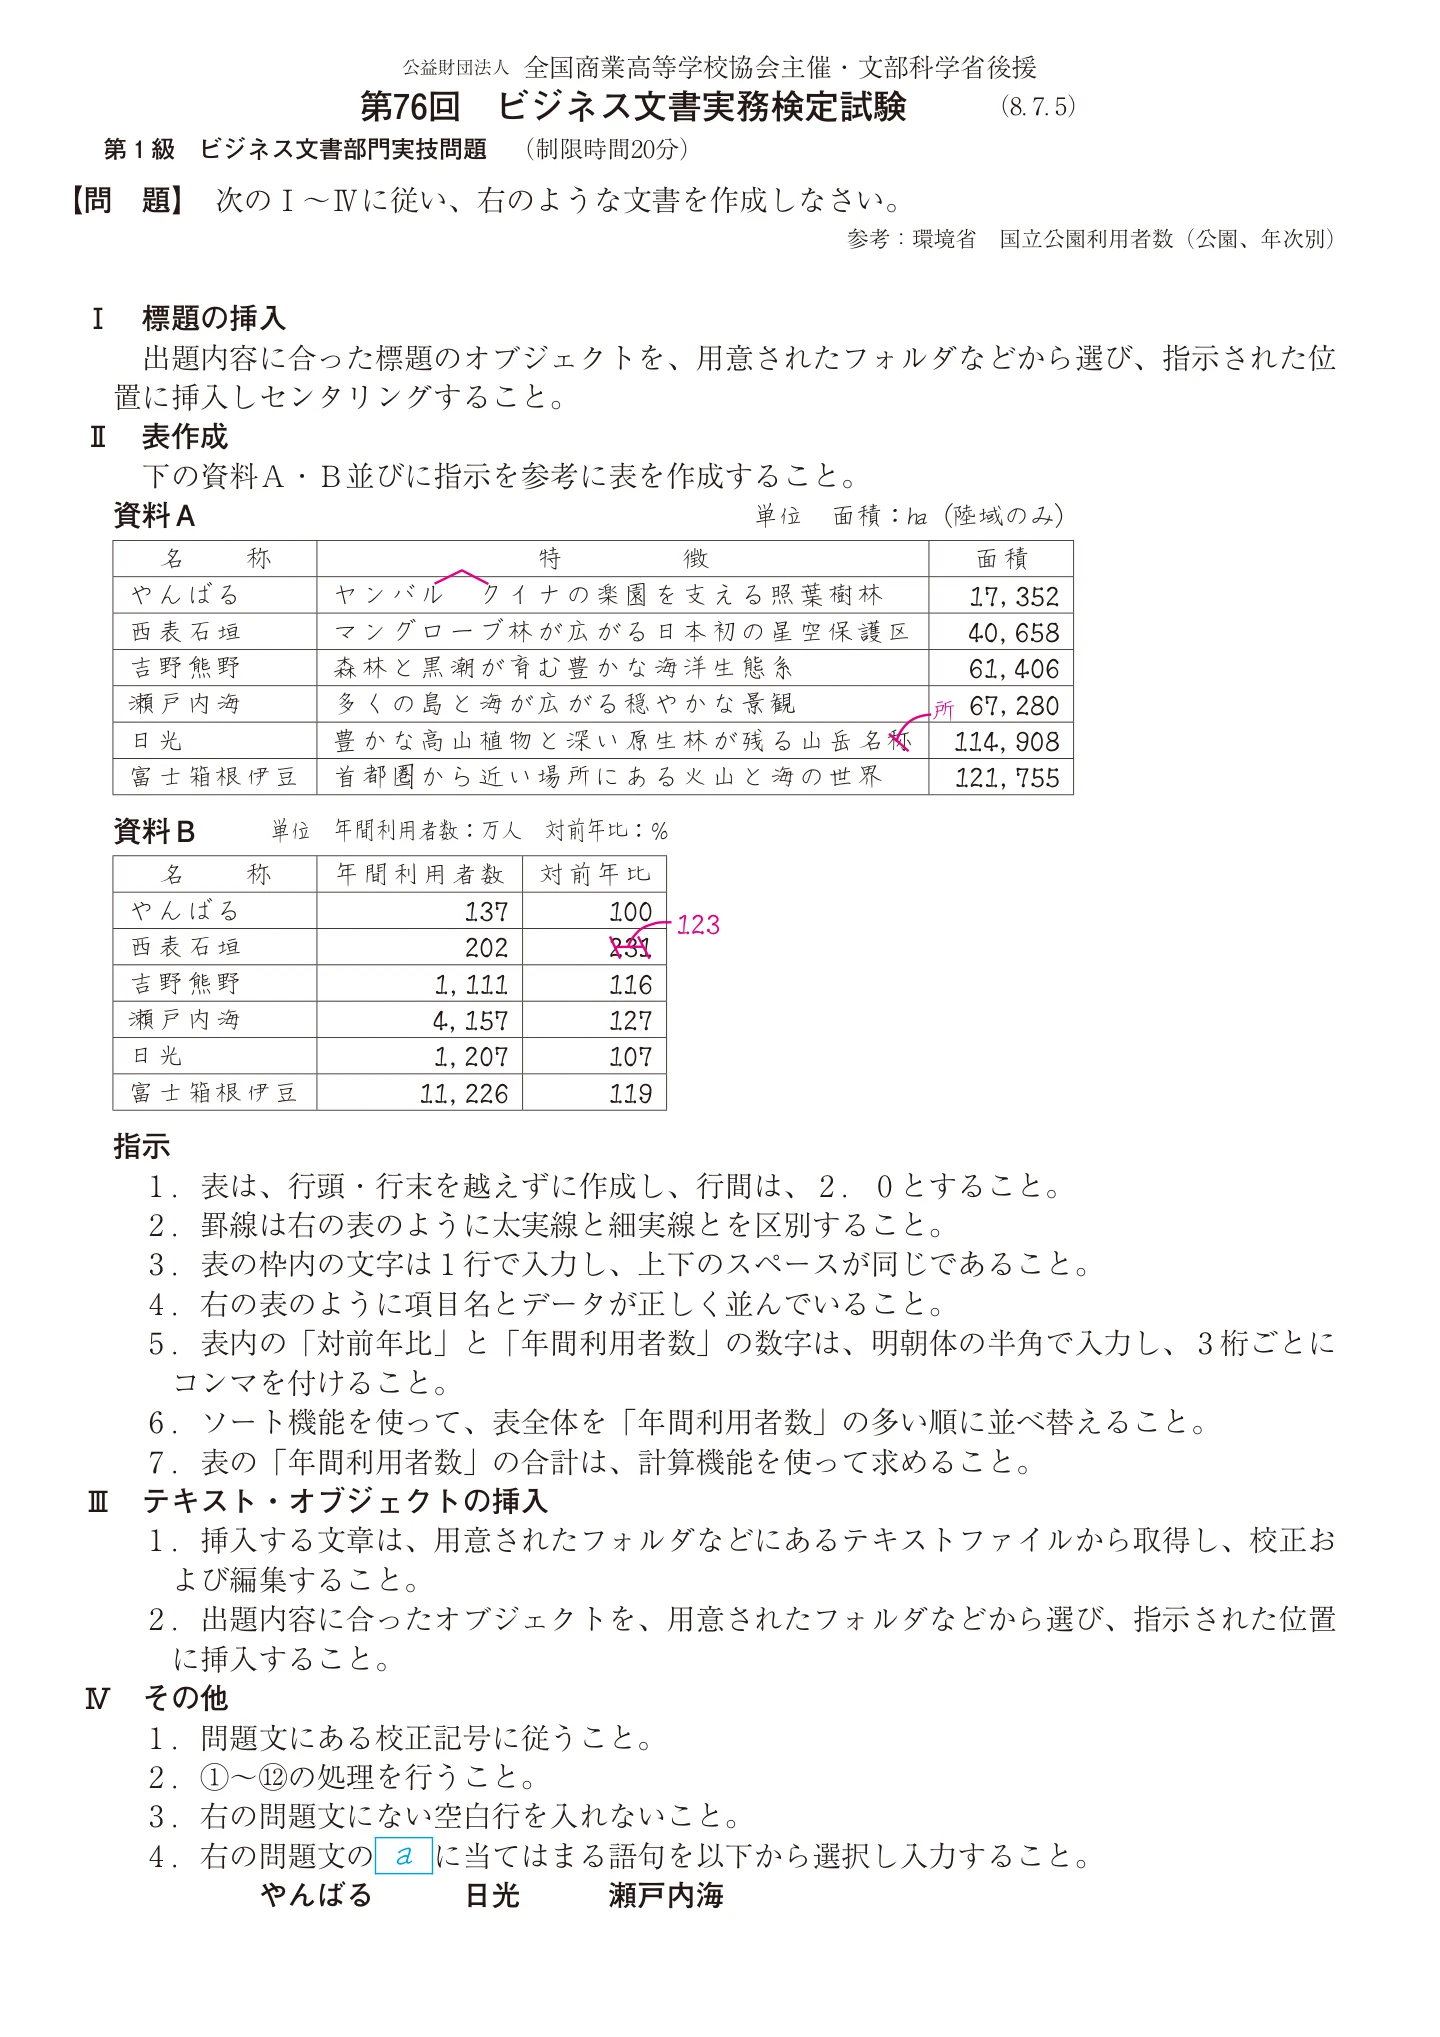 公益財団法人 全国商業高等学校協会主催・文部科学省後援
第76回 ビジネス文書実務検定試験 (8.7.5)
第1級 ビジネス文書部門実技問題 (制限時間20分)
【問 題】 次のⅠ～Ⅳに従い、右のような文書を作成しなさい。
参考：環境省 国立公園利用者数（公園、年次別）
Ⅰ 標題の挿入
出題内容に合った標題のオブジェクトを、用意されたフォルダなどから選び、指示された位
置に挿入しセンタリングすること。
Ⅱ 表作成
下の資料Ａ・Ｂ並びに指示を参考に表を作成すること。
資料Ａ 単位 面積：ha（陸域のみ）
名 称 特 徴 面積
やんばる ヤンバル クイナの楽園を支える照葉樹林 17,352
西表石垣 マングローブ林が広がる日本初の星空保護区 40,658
吉野熊野 森林と黒潮が育む豊かな海洋生態系 61,406
瀬戸内海 多くの島と海が広がる穏やかな景観 67,280
所
日光 豊かな高山植物と深い原生林が残る山岳名称 114,908
富士箱根伊豆 首都圏から近い場所にある火山と海の世界 121,755
資料Ｂ 単位 年間利用者数：万人 対前年比：％
名 称 年間利用者数 対前年比
やんばる 137 100
123
西表石垣 202 231
吉野熊野 1,111 116
瀬戸内海 4,157 127
日光 1,207 107
富士箱根伊豆 11,226 119
指示
１．表は、行頭・行末を越えずに作成し、行間は、２．０とすること。
２．罫線は右の表のように太実線と細実線とを区別すること。
３．表の枠内の文字は１行で入力し、上下のスペースが同じであること。
４．右の表のように項目名とデータが正しく並んでいること。
５．表内の「対前年比」と「年間利用者数」の数字は、明朝体の半角で入力し、３桁ごとに
コンマを付けること。
６．ソート機能を使って、表全体を「年間利用者数」の多い順に並べ替えること。
７．表の「年間利用者数」の合計は、計算機能を使って求めること。
Ⅲ テキスト・オブジェクトの挿入
１．挿入する文章は、用意されたフォルダなどにあるテキストファイルから取得し、校正お
よび編集すること。
２．出題内容に合ったオブジェクトを、用意されたフォルダなどから選び、指示された位置
に挿入すること。
Ⅳ その他
１．問題文にある校正記号に従うこと。
２．①～⑫の処理を行うこと。
３．右の問題文にない空白行を入れないこと。
４．右の問題文の a に当てはまる語句を以下から選択し入力すること。
やんばる 日光 瀬戸内海